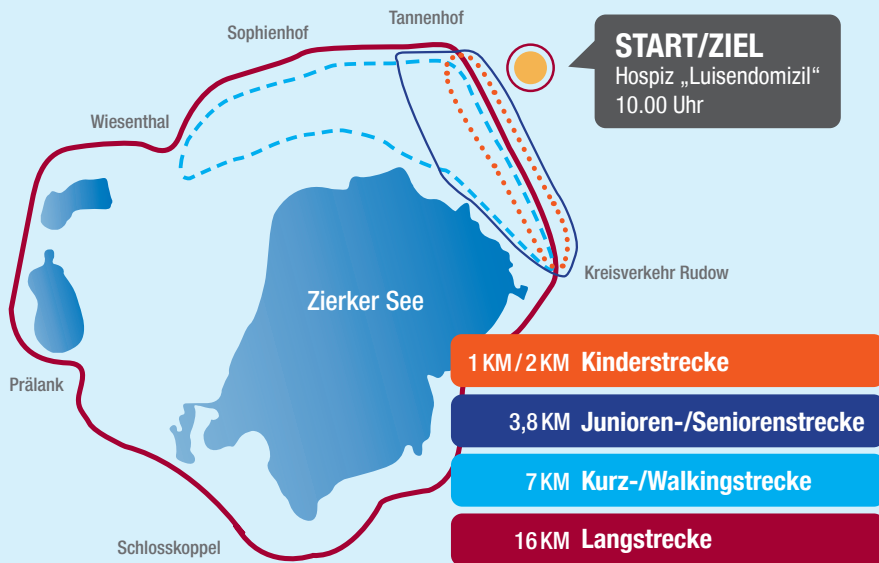 Tannenhof
Sophienhof
START/ZIEL
Hospiz „Luisendomizil“
10.00 Uhr
Wiesenthal
Kreisverkehr Rudow
Zierker See
1 KM / 2 KM Kinderstrecke
Prälank
3,8 KM Junioren-/Seniorenstrecke
7 KM Kurz-/Walkingstrecke
16 KM Langstrecke
Schlosskoppel